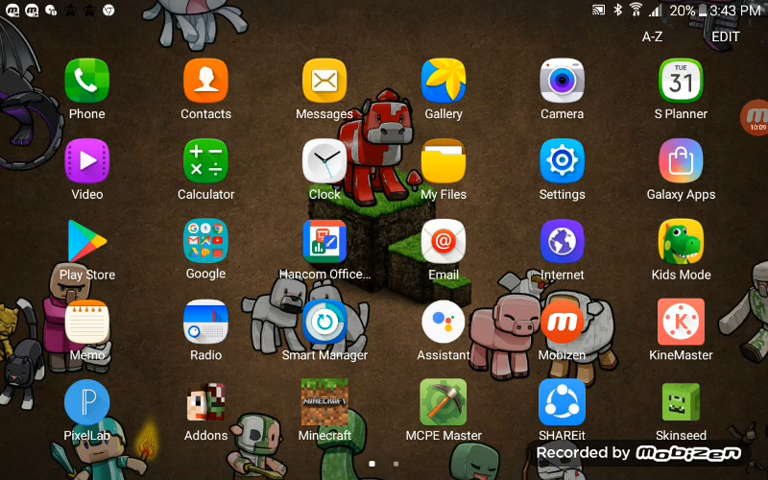 20% 3:43 PM
A-Z EDIT
TUE
31
Phone Contacts Messages Gallery Camera S Planner
10:09
Video Calculator Clock My Files Settings Galaxy Apps
Play Store Google Hancom Office... Email Internet Kids Mode
Memo Radio Smart Manager Assistant Mobizen KineMaster
MINECRAFT
PixelLab Addons Minecraft MCPE Master SHAREit Skinseed
Recorded by mobizen